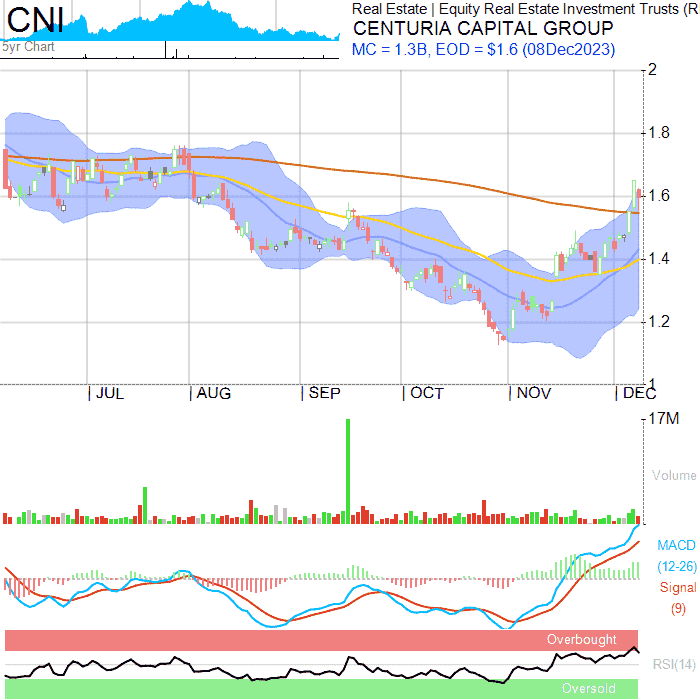 CNI
5yr Chart
Real Estate | Equity Real Estate Investment Trusts (R
CENTURIA CAPITAL GROUP
MC = 1.3B, EOD = $1.6 (08Dec2023)
2
1.8
1.6
1.4
1.2
1
JUL AUG SEP OCT NOV DEC
17M
Volume
MACD
(12-26)
Signal
(9)
Overbought
RSI(14)
Oversold